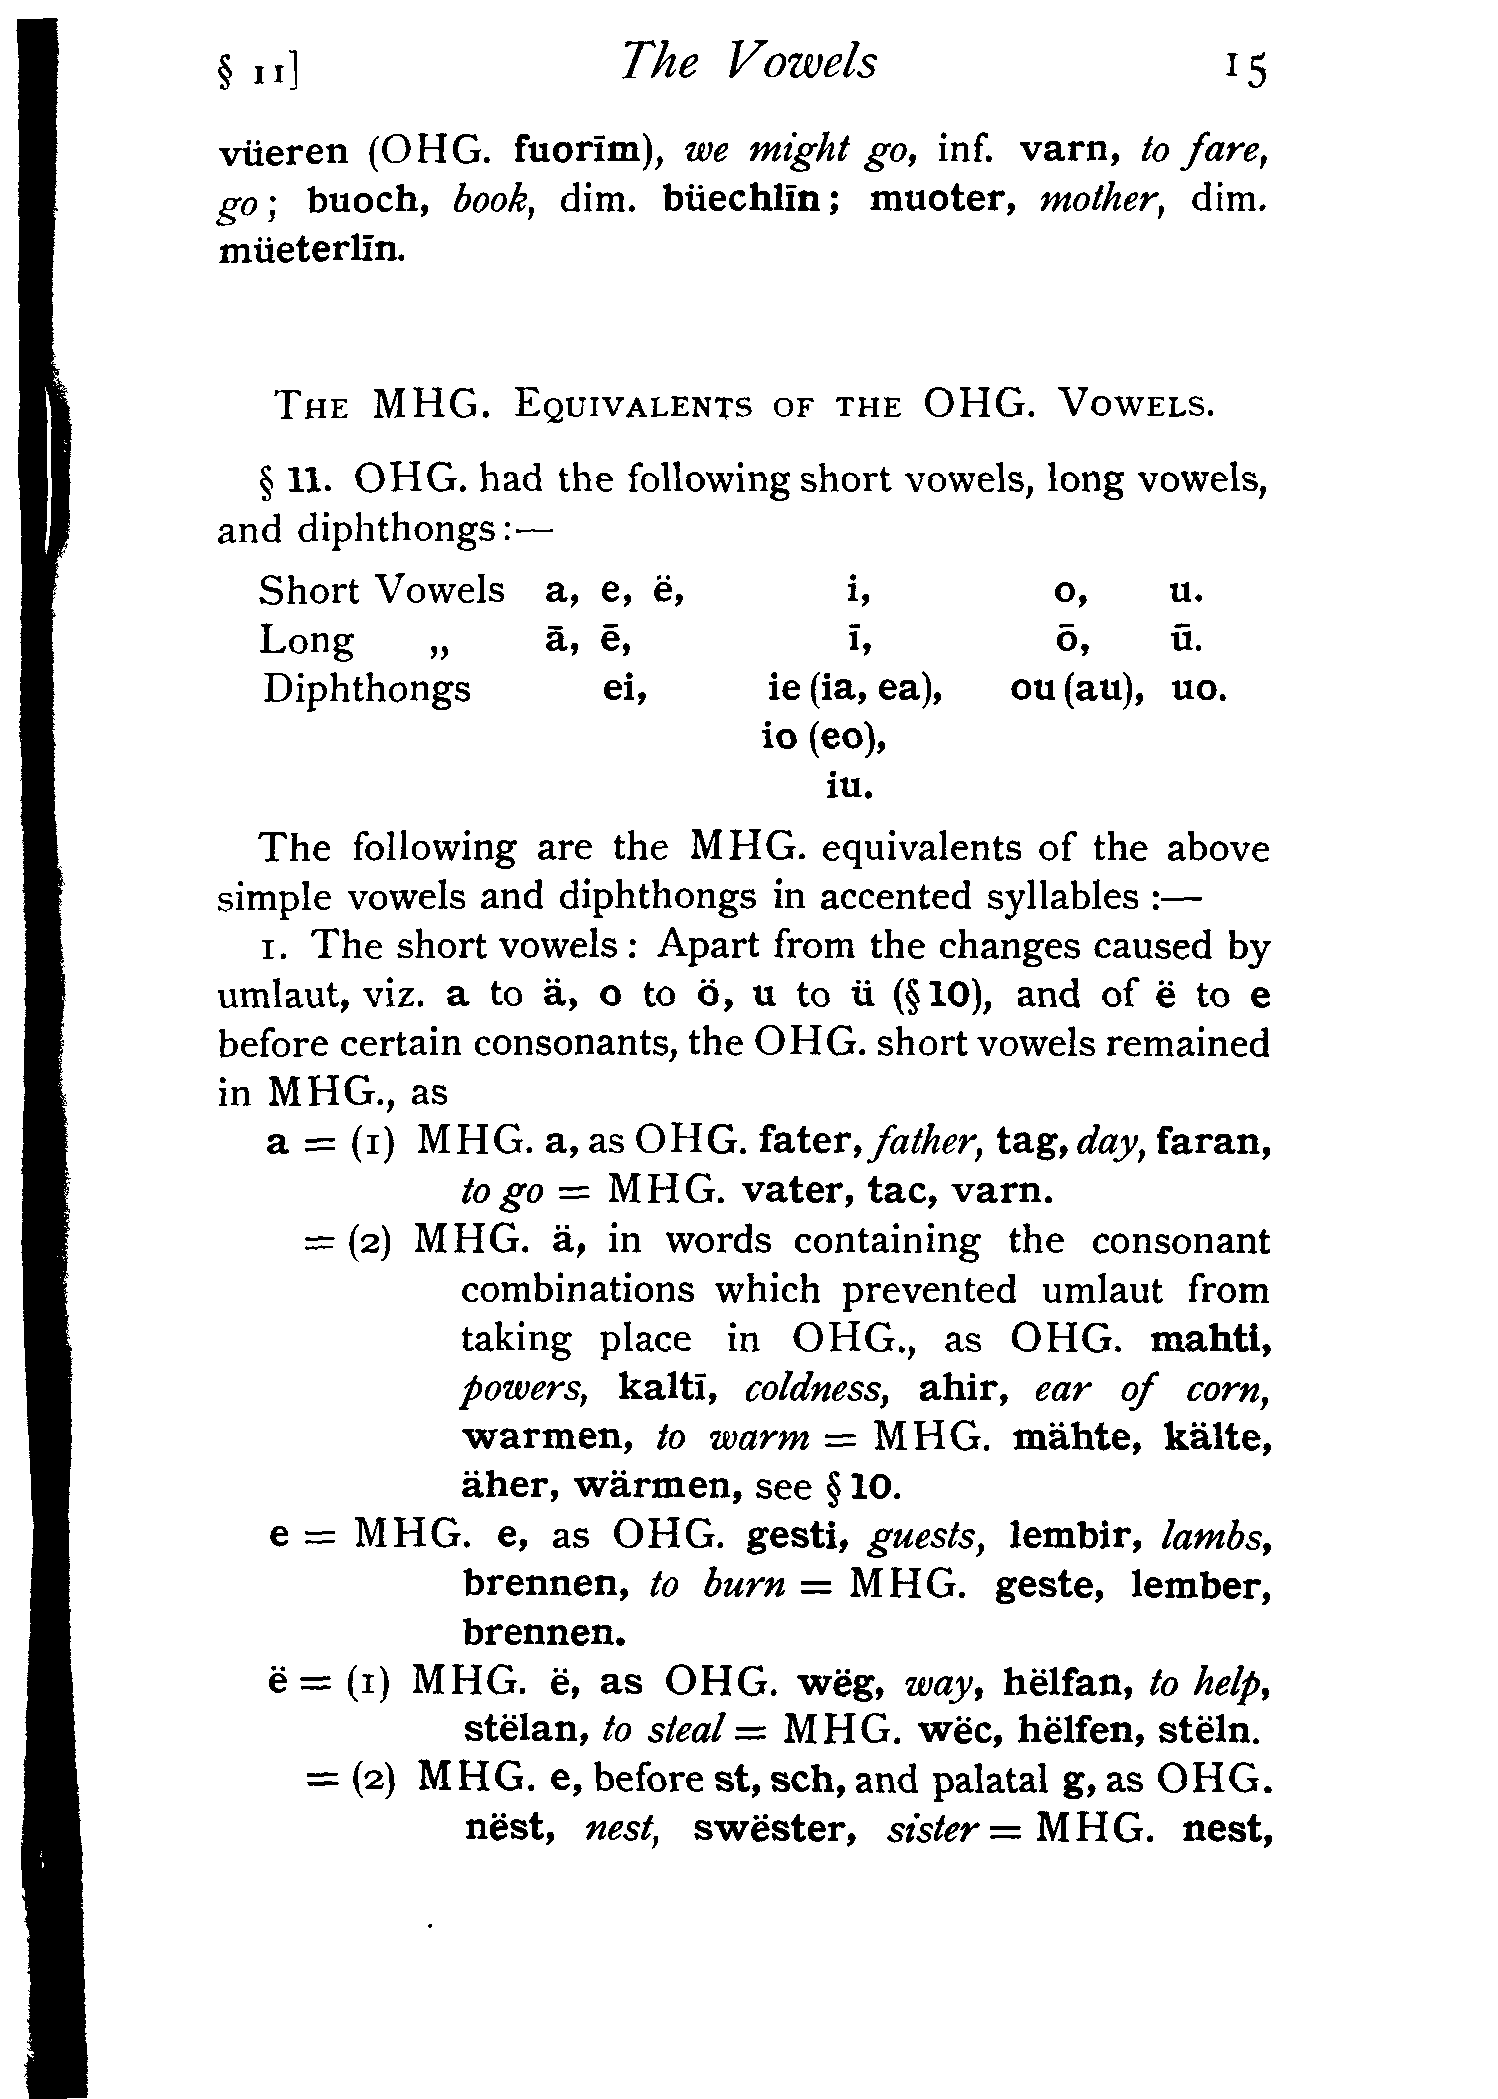 § 11] The Vowels 15
vüeren (OHG. fuorīm), we might go, inf. varn, to fare,
go; buoch, book, dim. büechlīn; muoter, mother, dim.
müeterlīn.
The MHG. Equivalents of the OHG. Vowels.
§ 11. OHG. had the following short vowels, long vowels,
and diphthongs:—
Short Vowels a, e, ë, i, o, u.
Long „ ā, ē, ī, ō, ū.
Diphthongs ei, ie (ia, ea), ou (au), uo.
io (eo),
iu.
The following are the MHG. equivalents of the above
simple vowels and diphthongs in accented syllables :—
1. The short vowels : Apart from the changes caused by
umlaut, viz. a to ä, o to ö, u to ü (§ 10), and of ë to e
before certain consonants, the OHG. short vowels remained
in MHG., as
a = (1) MHG. a, as OHG. fater, father, tag, day, faran,
to go = MHG. vater, tac, varn.
= (2) MHG. ä, in words containing the consonant
combinations which prevented umlaut from
taking place in OHG., as OHG. mahti,
powers, kaltī, coldness, ahir, ear of corn,
warmen, to warm = MHG. mähte, kälte,
äher, wärmen, see § 10.
e = MHG. e, as OHG. gesti, guests, lembir, lambs,
brennen, to burn = MHG. geste, lember,
brennen.
ë = (1) MHG. ë, as OHG. wëg, way, hëlfan, to help,
stëlan, to steal = MHG. wëc, hëlfen, stëln.
= (2) MHG. e, before st, sch, and palatal g, as OHG.
nëst, nest, swëster, sister = MHG. nest,